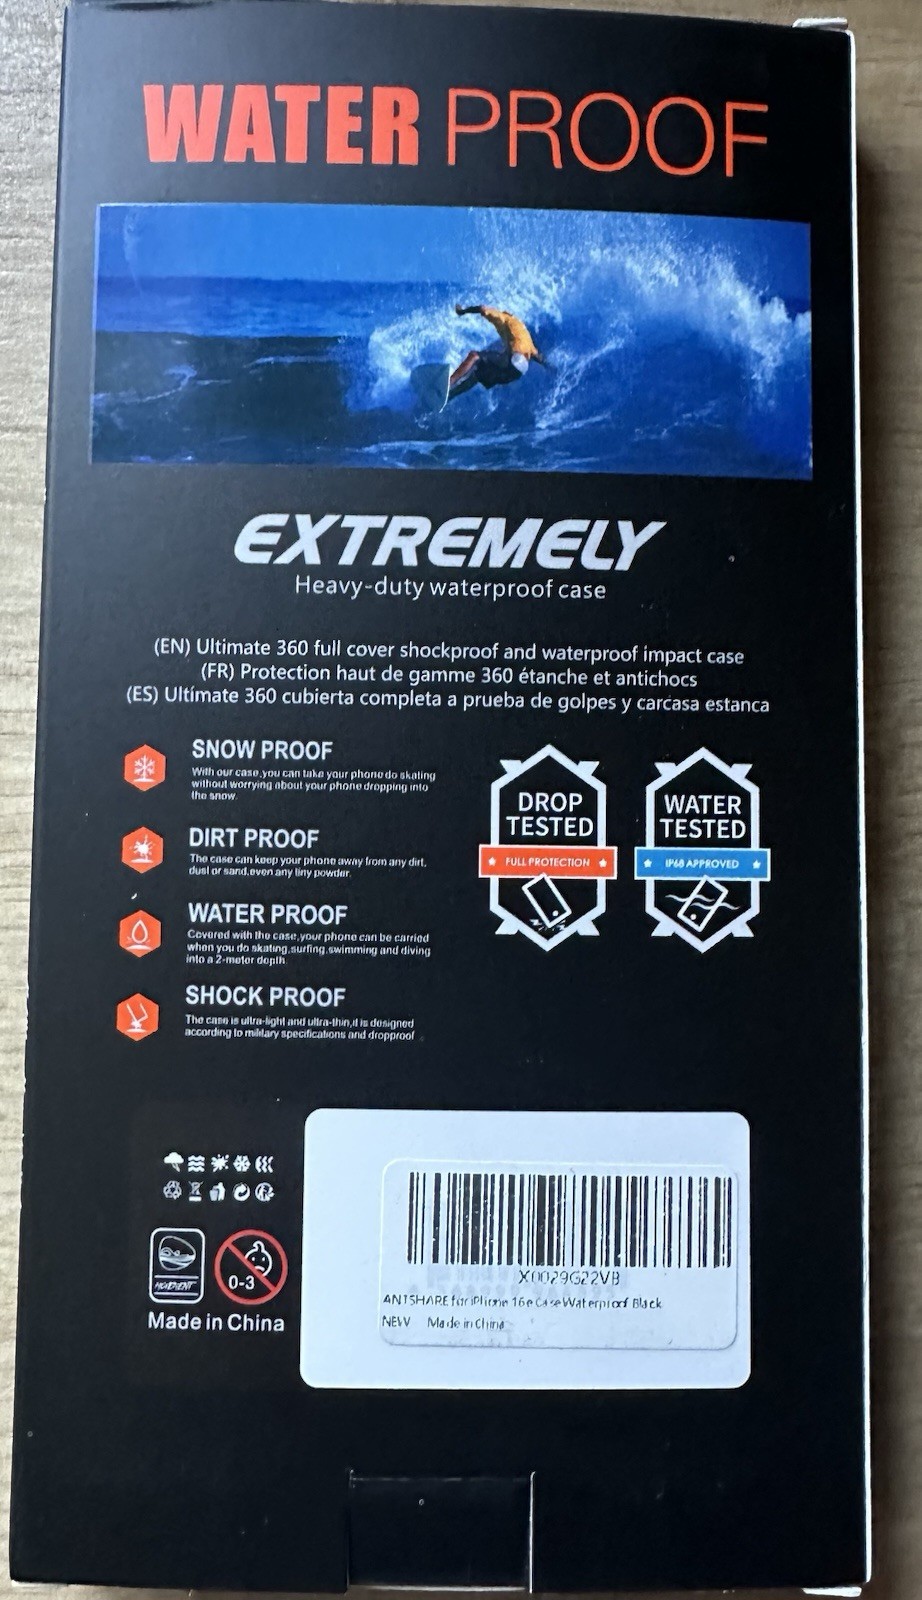 WATER PROOF
EXTREMELY
Heavy-duty waterproof case
(EN) Ultimate 360 full cover shockproof and waterproof impact case
(FR) Protection haut de gamme 360 étanche et antichocs
(ES) Ultimate 360 cubierta completa a prueba de golpes y carcasa estanca
SNOW PROOF
With our case,you can take your phone do skating
without worrying about your phone dropping into
the snow.
DIRT PROOF
The case can keep your phone away from any dirt,
dust or sand,even any tiny powder.
WATER PROOF
Covered with the case,your phone can be carried
when you do skating,surfing,swimming and diving
into a 2-meter depth.
SHOCK PROOF
The case is ultra-light and ultra-thin,it is designed
according to military specifications and dropproof
DROP
TESTED
FULL PROTECTION
WATER
TESTED
IP68 APPROVED
MOVEMENT
0-3
Made in China
X0029G22VB
ANTSHARE for iPhone 16e Case Waterproof Black
NEW Made in China